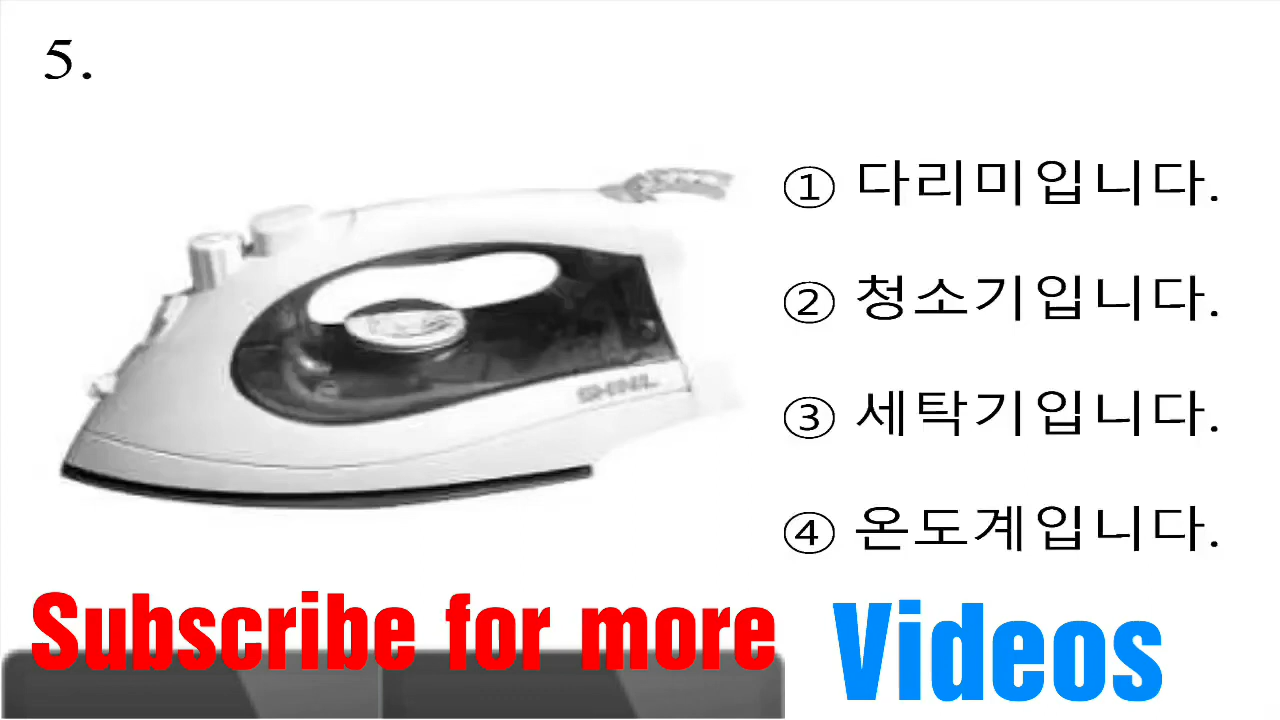 5.
① 다리미입니다.
② 청소기입니다.
③ 세탁기입니다.
④ 온도계입니다.
Subscribe for more Videos